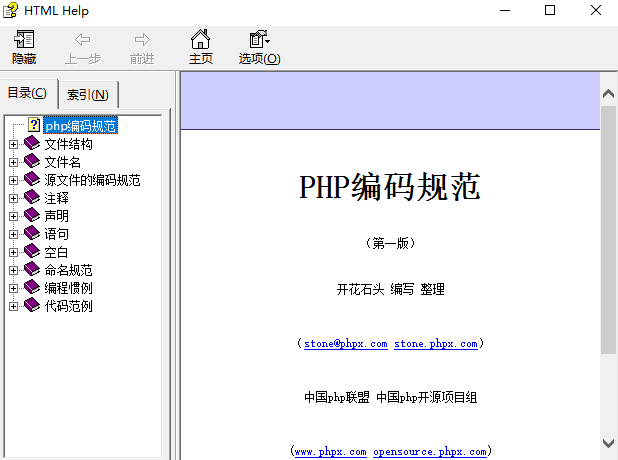 HTML Help
隐藏 上一步 前进 主页 选项(O)
目录(C) 索引(N)
php编码规范
文件结构
文件名
源文件的编码规范
注释
声明
语句
空白
命名规范
编程惯例
代码范例
PHP编码规范
（第一版）
开花石头 编写 整理
(stone@phpx.com stone.phpx.com)
中国php联盟 中国php开源项目组
(www.phpx.com opensource.phpx.com)